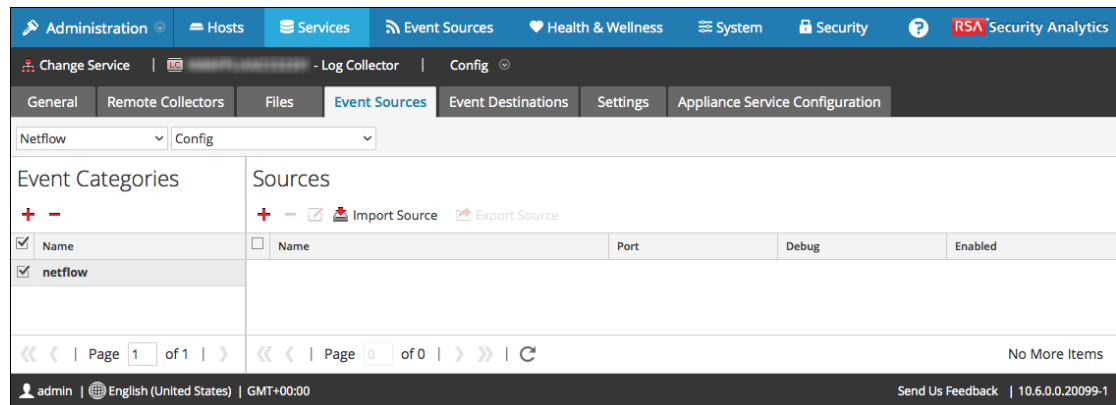 Administration Hosts Services Event Sources Health & Wellness System Security ? RSA Security Analytics
Change Service | LC - Log Collector | Config
General Remote Collectors Files Event Sources Event Destinations Settings Appliance Service Configuration
Netflow Config
Event Categories Sources
Import Source Export Source
Name Name Port Debug Enabled
netflow
| Page 1 of 1 | | Page 0 of 0 | | No More Items
admin | English (United States) | GMT+00:00 Send Us Feedback | 10.6.0.0.20099-1